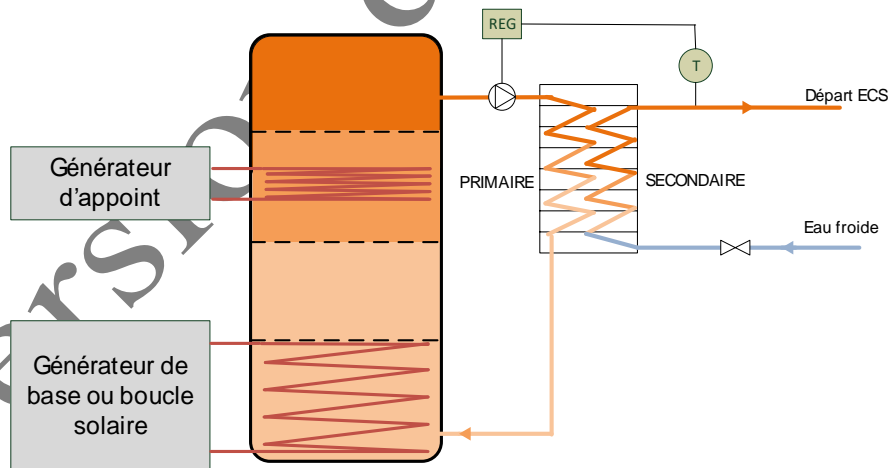 REG
T
Départ ECS
Générateur
d'appoint
PRIMAIRE
SECONDAIRE
Eau froide
Générateur de
base ou boucle
solaire